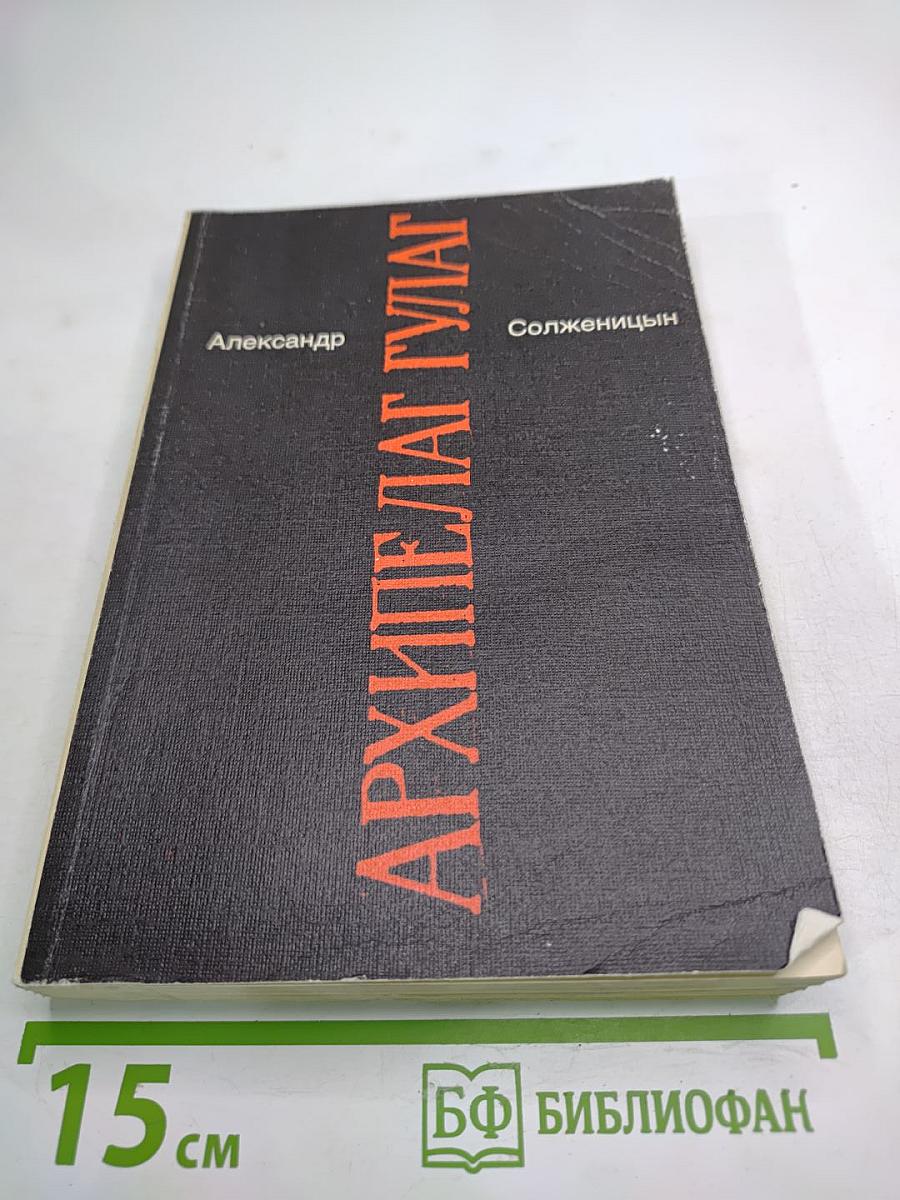 Александр
Солженицын
АРХИПЕЛАГ ГУЛАГ
15 см
БФ БИБЛИОФАН